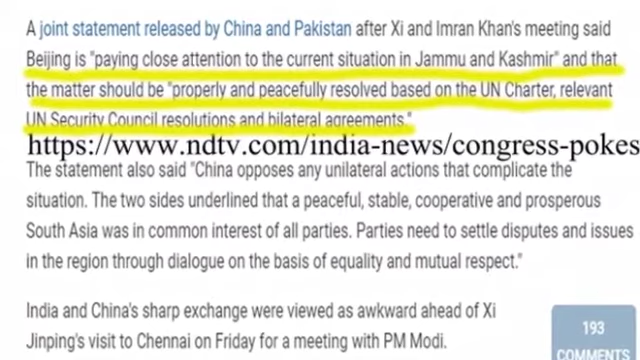 A joint statement released by China and Pakistan after Xi and Imran Khan's meeting said
Beijing is "paying close attention to the current situation in Jammu and Kashmir" and that
the matter should be "properly and peacefully resolved based on the UN Charter, relevant
UN Security Council resolutions and bilateral agreements."
https://www.ndtv.com/india-news/congress-pokes
The statement also said "China opposes any unilateral actions that complicate the
situation. The two sides underlined that a peaceful, stable, cooperative and prosperous
South Asia was in common interest of all parties. Parties need to settle disputes and issues
in the region through dialogue on the basis of equality and mutual respect."
India and China's sharp exchange were viewed as awkward ahead of Xi
Jinping's visit to Chennai on Friday for a meeting with PM Modi.
193
COMMENTS